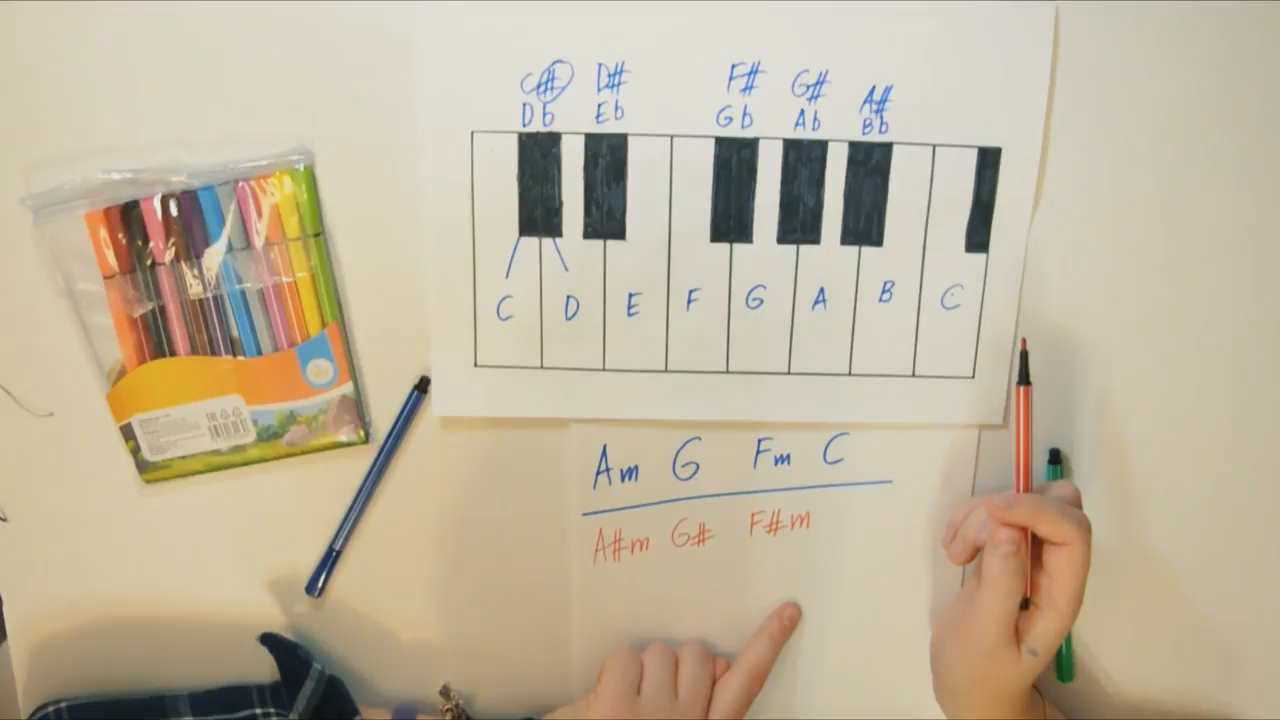 C# D# F# G# A#
Db Eb Gb Ab Bb
C D E F G A B C
Am G Fm C
A#m G# F#m